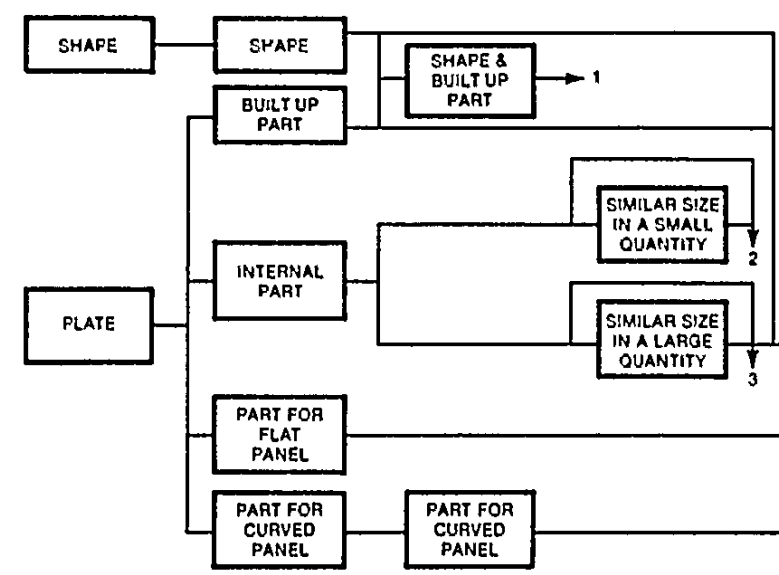 SHAPE
SHAPE
SHAPE &
BUILT UP
PART
1
BUILT UP
PART
SIMILAR SIZE
IN A SMALL
QUANTITY
2
INTERNAL
PART
PLATE
SIMILAR SIZE
IN A LARGE
QUANTITY
3
PART FOR
FLAT
PANEL
PART FOR
CURVED
PANEL
PART FOR
CURVED
PANEL